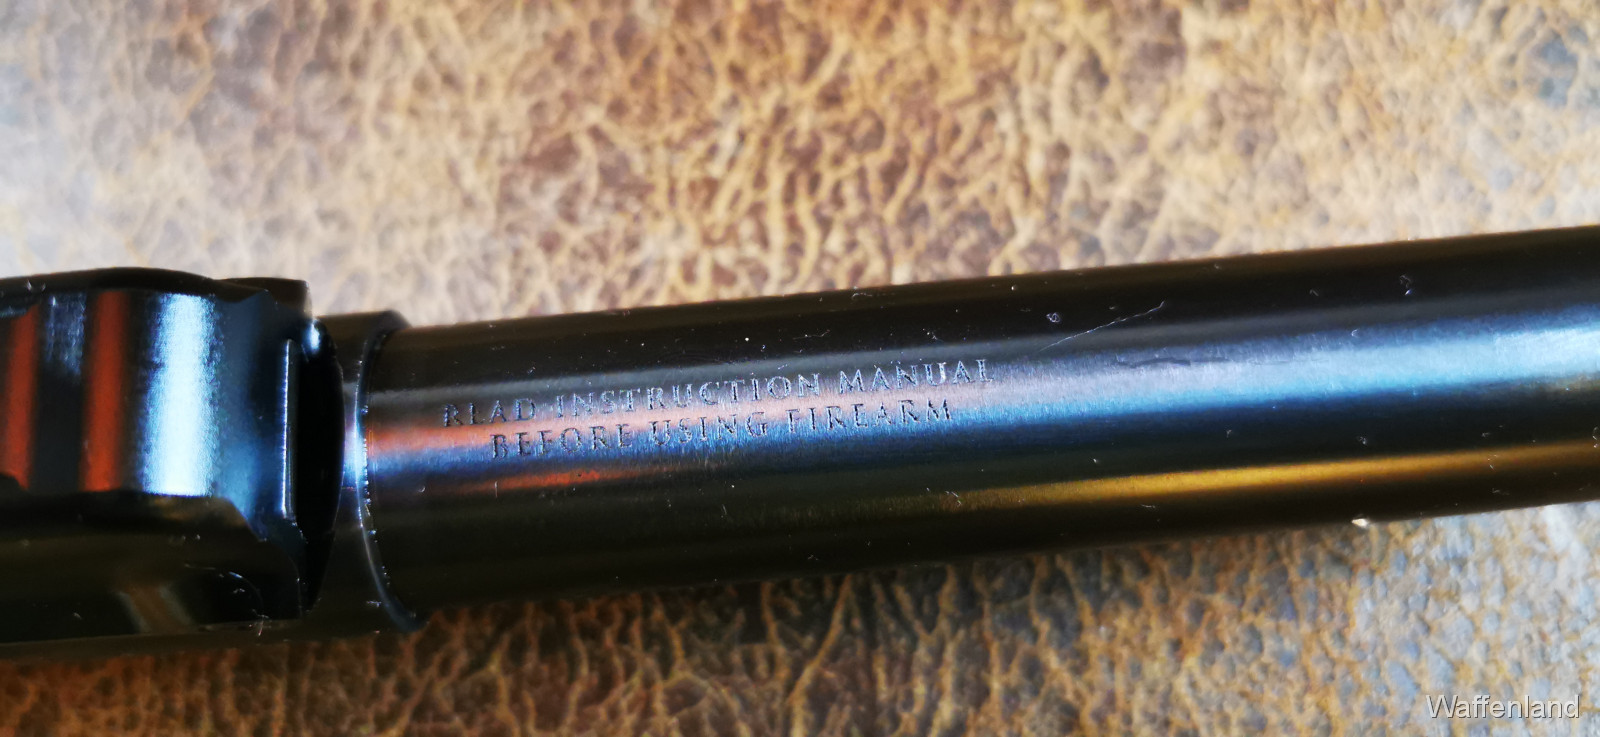 READ INSTRUCTION MANUAL
BEFORE USING FIREARM
Waffenland